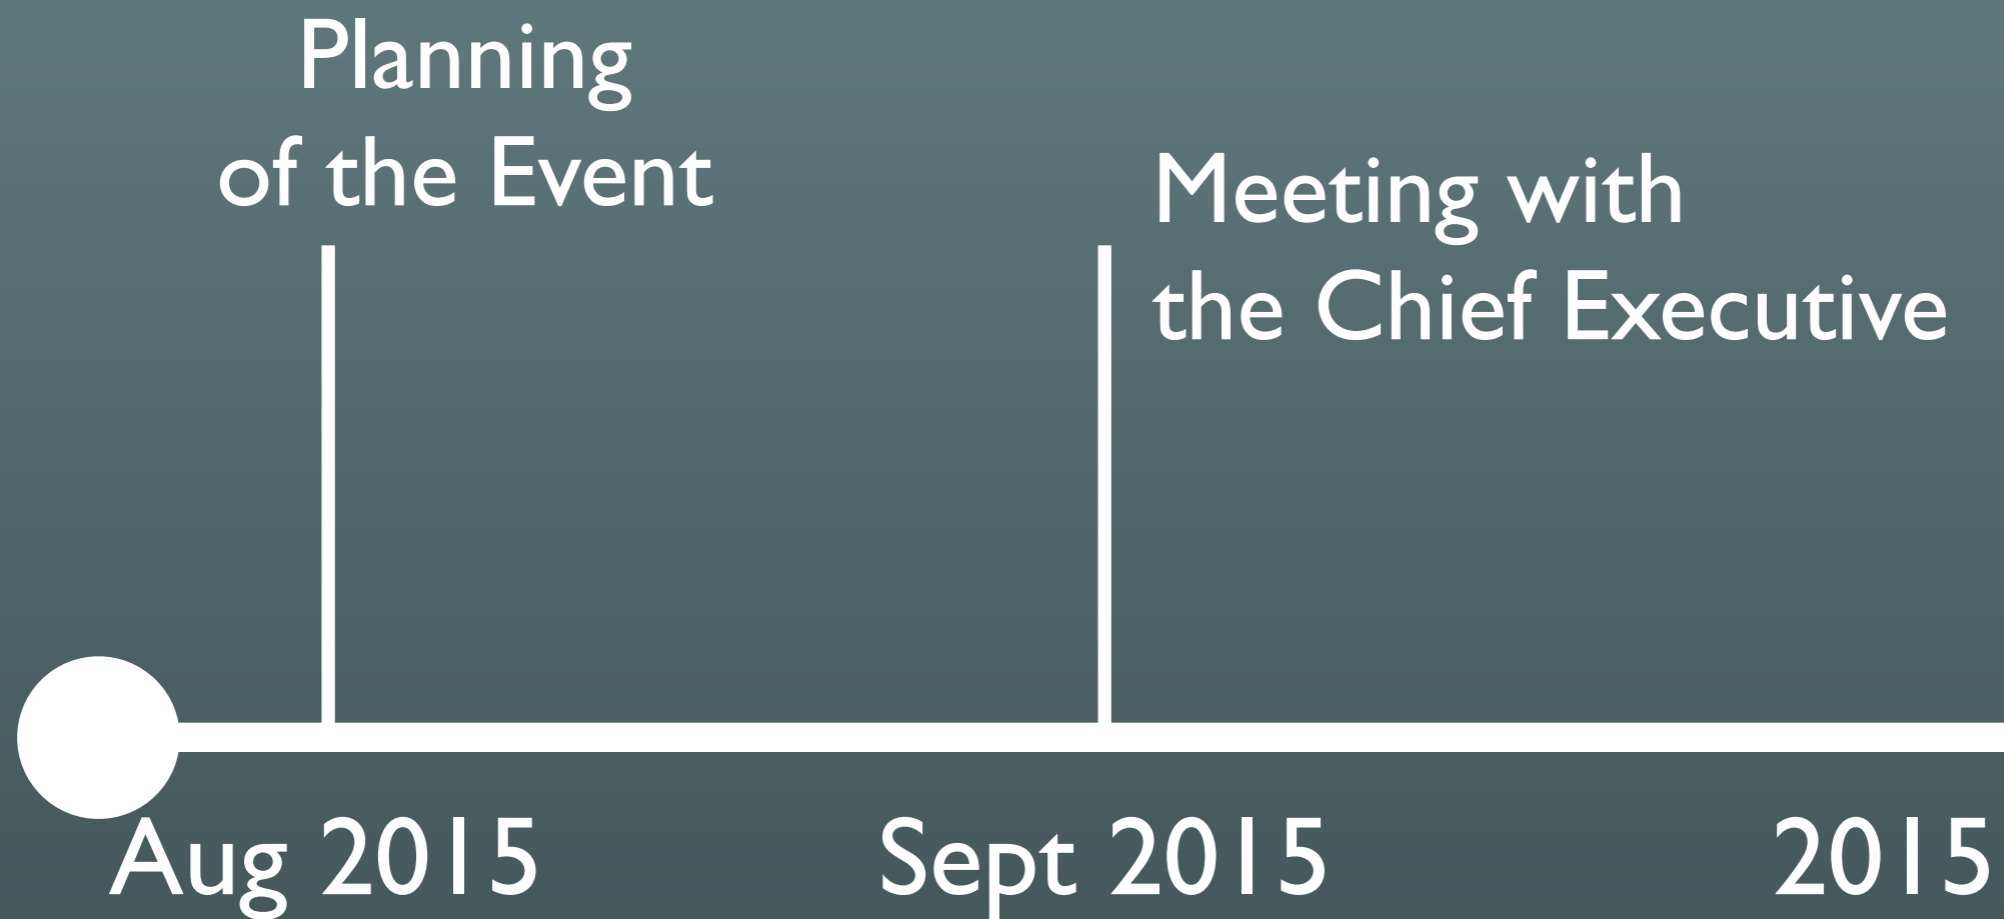 Planning
of the Event
Meeting with
the Chief Executive
Aug 2015
Sept 2015
2015